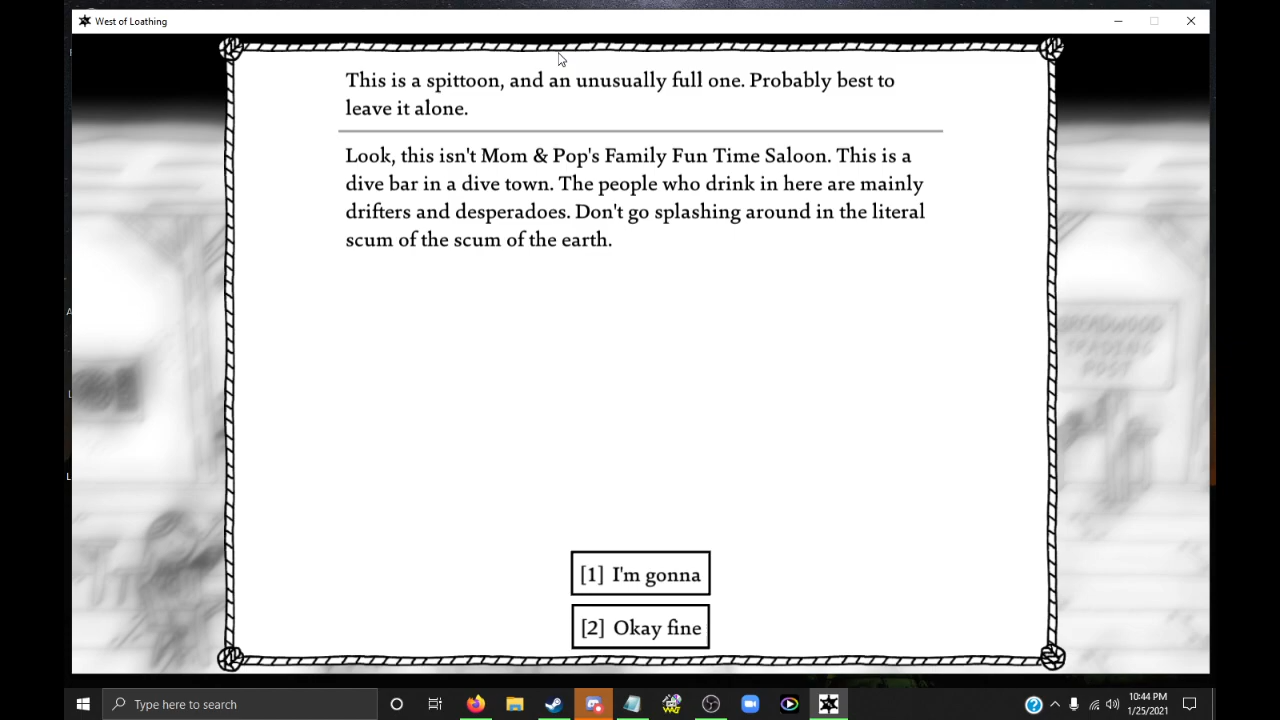 West of Loathing
This is a spittoon, and an unusually full one. Probably best to
leave it alone.
Look, this isn't Mom & Pop's Family Fun Time Saloon. This is a
dive bar in a dive town. The people who drink in here are mainly
drifters and desperadoes. Don't go splashing around in the literal
scum of the scum of the earth.
BREADWOOD
TRADING
POST
[1] I'm gonna
[2] Okay fine
Type here to search
10:44 PM
1/25/2021